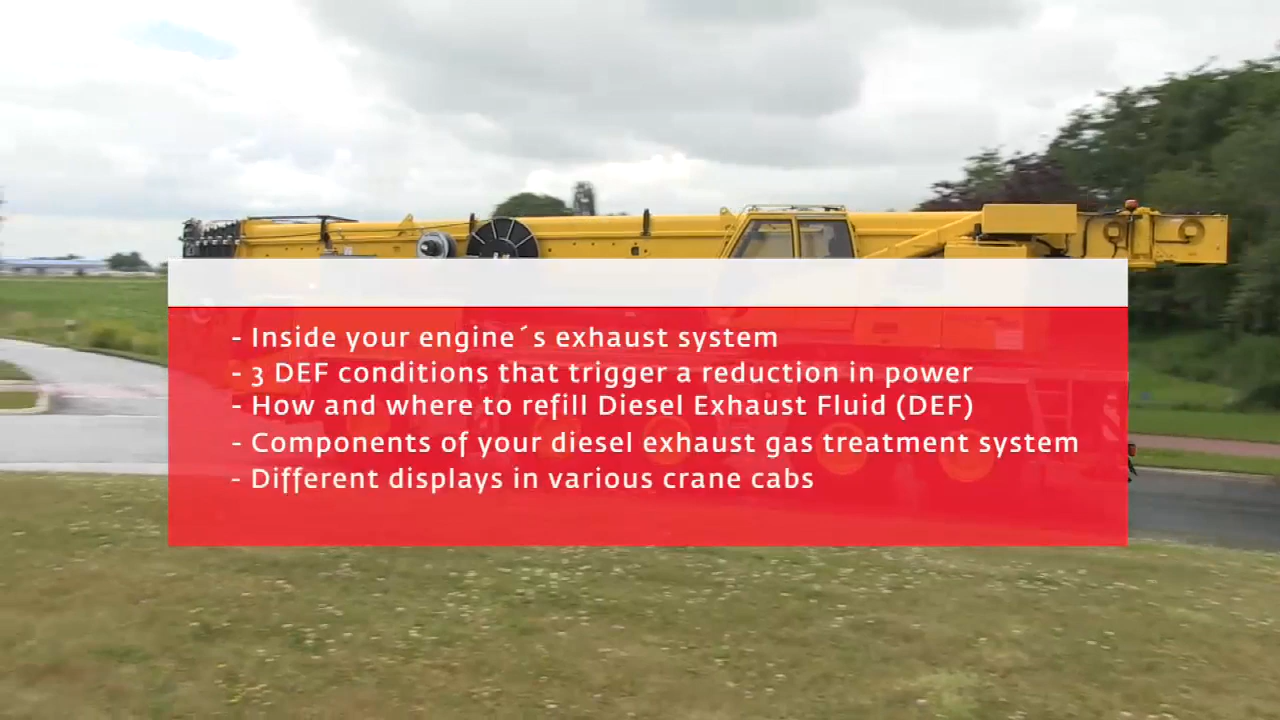 - Inside your engine´s exhaust system
- 3 DEF conditions that trigger a reduction in power
- How and where to refill Diesel Exhaust Fluid (DEF)
- Components of your diesel exhaust gas treatment system
- Different displays in various crane cabs